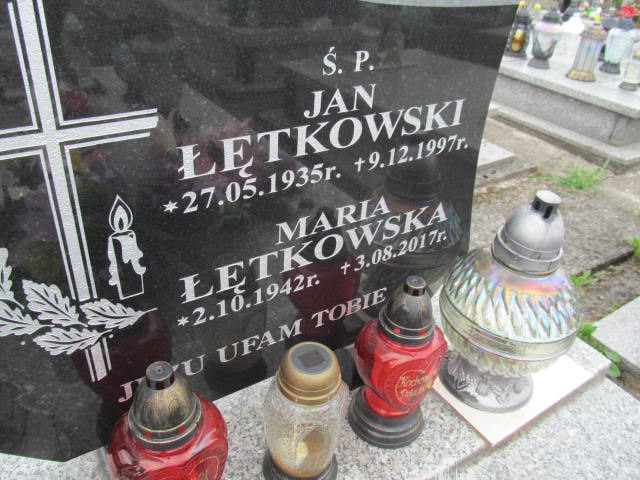 Ś. P.
JAN
ŁĘTKOWSKI
*27.05.1935r. †9.12.1997r.
MARIA
ŁĘTKOWSKA
*2.10.1942r. †3.08.2017r.
UFAM TOBIE